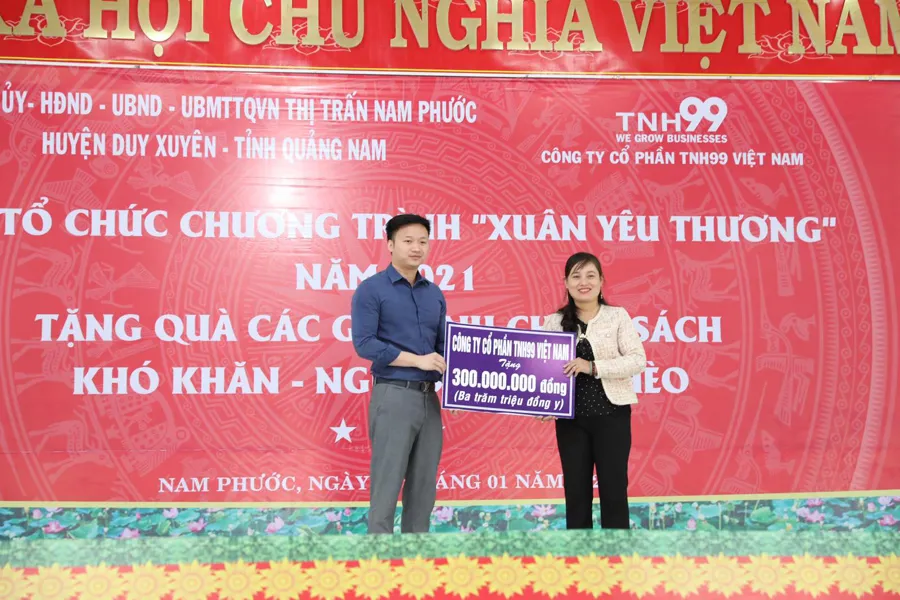 HỘI CHỦ NGHĨA VIỆT NAM
ỦY- HĐND - UBND - UBMTTQVN THỊ TRẤN NAM PHƯỚC
HUYỆN DUY XUYÊN - TỈNH QUẢNG NAM
TNH99
WE GROW BUSINESSES
CÔNG TY CỔ PHẦN TNH99 VIỆT NAM
TỔ CHỨC CHƯƠNG TRÌNH "XUÂN YÊU THƯƠNG"
NĂM 2021
TẶNG QUÀ CÁC SÁCH
KHÓ KHĂN -
NAM PHƯỚC, NGÀY THÁNG 01 NĂM
CÔNG TY CỔ PHẦN TNH99 VIỆT NAM
Tặng
300.000.000 đồng
(Ba trăm triệu đồng y)